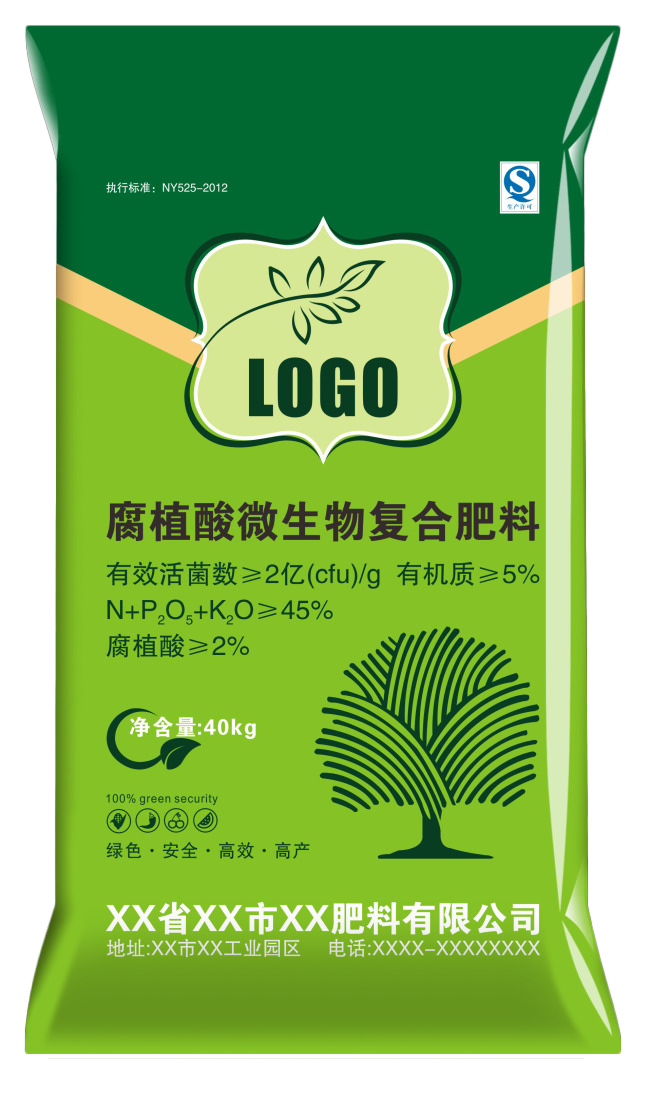 执行标准：NY525-2012
生产许可
LOGO
腐植酸微生物复合肥料
有效活菌数≥2亿(cfu)/g 有机质≥5%
N+P₂O₅+K₂O≥45%
腐植酸≥2%
净含量:40kg
100% green security
绿色·安全·高效·高产
XX省XX市XX肥料有限公司
地址:XX市XX工业园区 电话:XXXX-XXXXXXXX